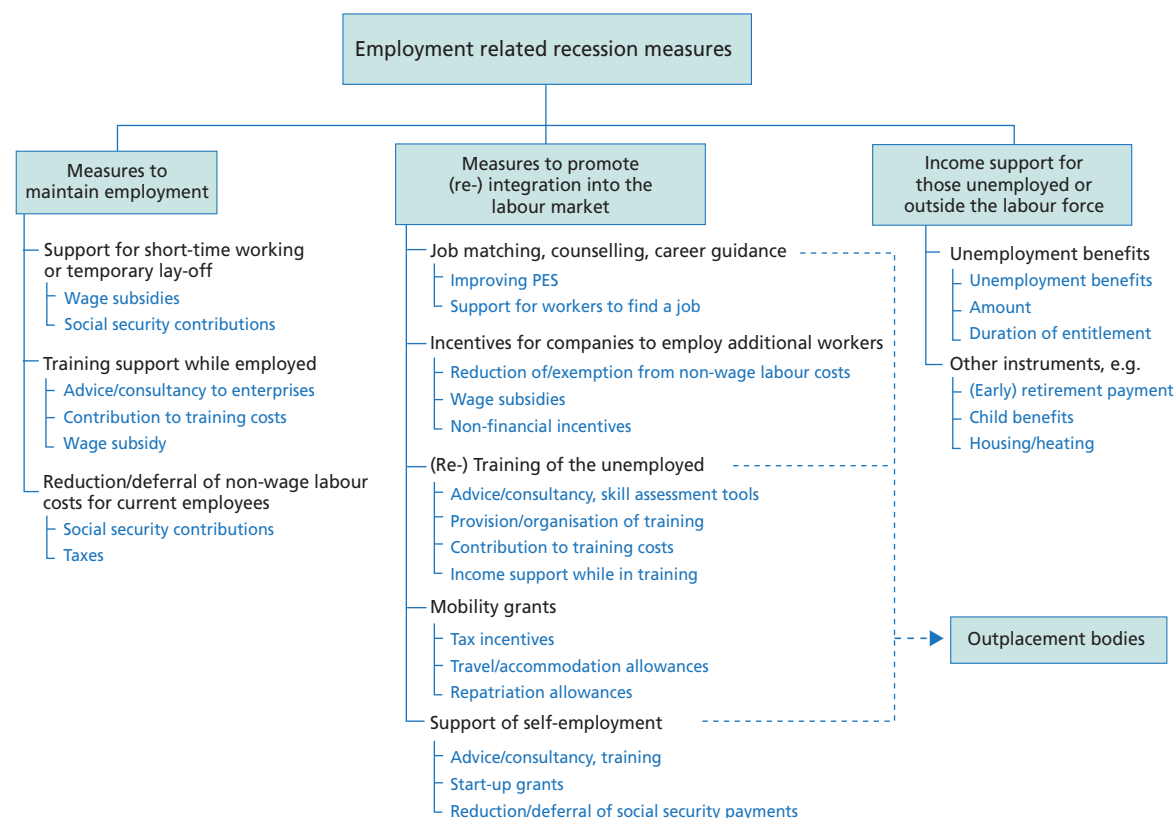 Employment related recession measures
Measures to
maintain employment
Support for short-time working
or temporary lay-off
Wage subsidies
Social security contributions
Training support while employed
Advice/consultancy to enterprises
Contribution to training costs
Wage subsidy
Reduction/deferral of non-wage labour
costs for current employees
Social security contributions
Taxes
Measures to promote
(re-) integration into the
labour market
Job matching, counselling, career guidance
Improving PES
Support for workers to find a job
Incentives for companies to employ additional workers
Reduction of/exemption from non-wage labour costs
Wage subsidies
Non-financial incentives
(Re-) Training of the unemployed
Advice/consultancy, skill assessment tools
Provision/organisation of training
Contribution to training costs
Income support while in training
Mobility grants
Tax incentives
Travel/accommodation allowances
Repatriation allowances
Support of self-employment
Advice/consultancy, training
Start-up grants
Reduction/deferral of social security payments
Income support for
those unemployed or
outside the labour force
Unemployment benefits
Unemployment benefits
Amount
Duration of entitlement
Other instruments, e.g.
(Early) retirement payment
Child benefits
Housing/heating
Outplacement bodies